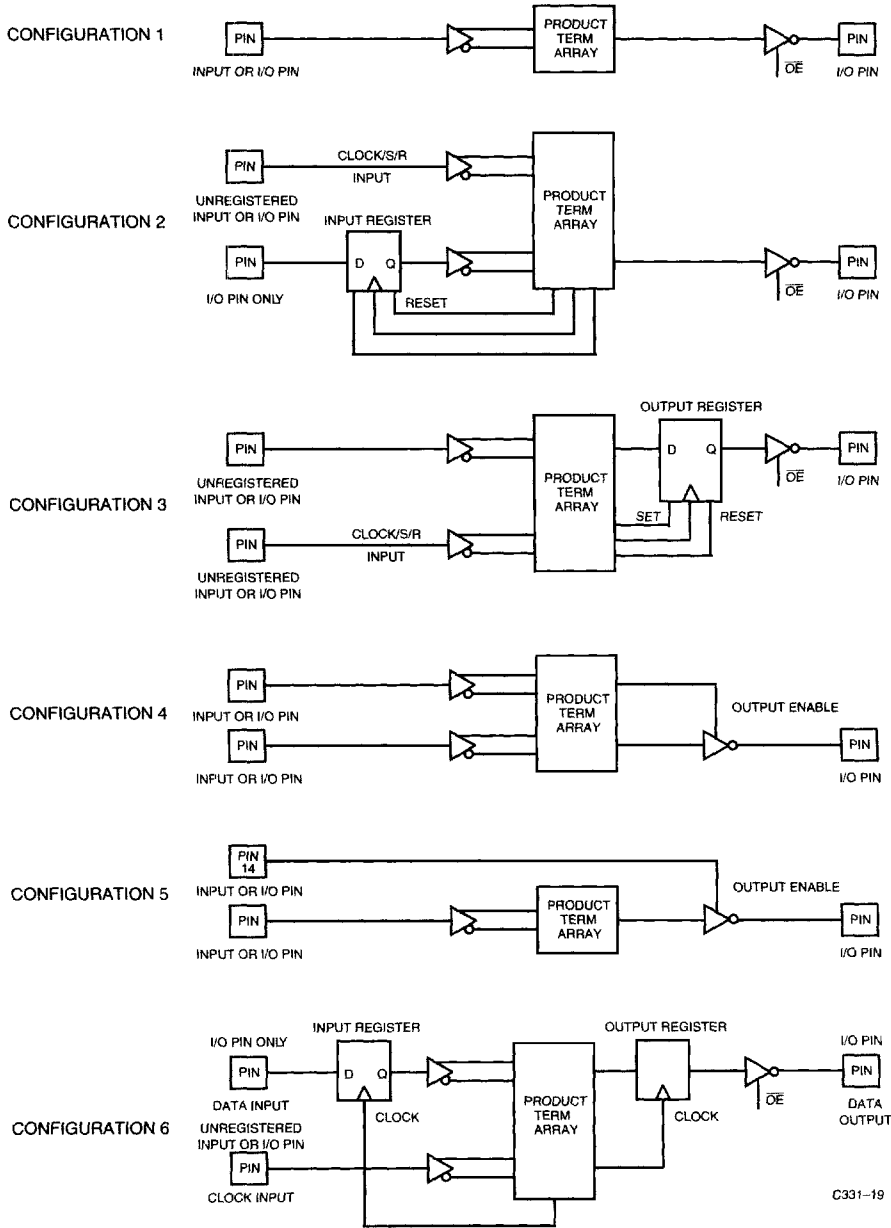 CONFIGURATION 1
PIN
INPUT OR I/O PIN
PRODUCT
TERM
ARRAY
OE
PIN
I/O PIN
CONFIGURATION 2
PIN
UNREGISTERED
INPUT OR I/O PIN
CLOCK/S/R
INPUT
INPUT REGISTER
PIN
I/O PIN ONLY
D Q
RESET
PRODUCT
TERM
ARRAY
OE
PIN
I/O PIN
CONFIGURATION 3
PIN
UNREGISTERED
INPUT OR I/O PIN
PIN
UNREGISTERED
INPUT OR I/O PIN
CLOCK/S/R
INPUT
PRODUCT
TERM
ARRAY
OUTPUT REGISTER
D Q
SET
RESET
OE
PIN
I/O PIN
CONFIGURATION 4
PIN
INPUT OR I/O PIN
PIN
INPUT OR I/O PIN
PRODUCT
TERM
ARRAY
OUTPUT ENABLE
PIN
I/O PIN
CONFIGURATION 5
PIN
14
INPUT OR I/O PIN
PIN
INPUT OR I/O PIN
PRODUCT
TERM
ARRAY
OUTPUT ENABLE
PIN
I/O PIN
CONFIGURATION 6
I/O PIN ONLY
PIN
DATA INPUT
UNREGISTERED
INPUT OR I/O PIN
PIN
CLOCK INPUT
INPUT REGISTER
D Q
CLOCK
PRODUCT
TERM
ARRAY
OUTPUT REGISTER
CLOCK
OE
I/O PIN
PIN
DATA
OUTPUT
C331–19